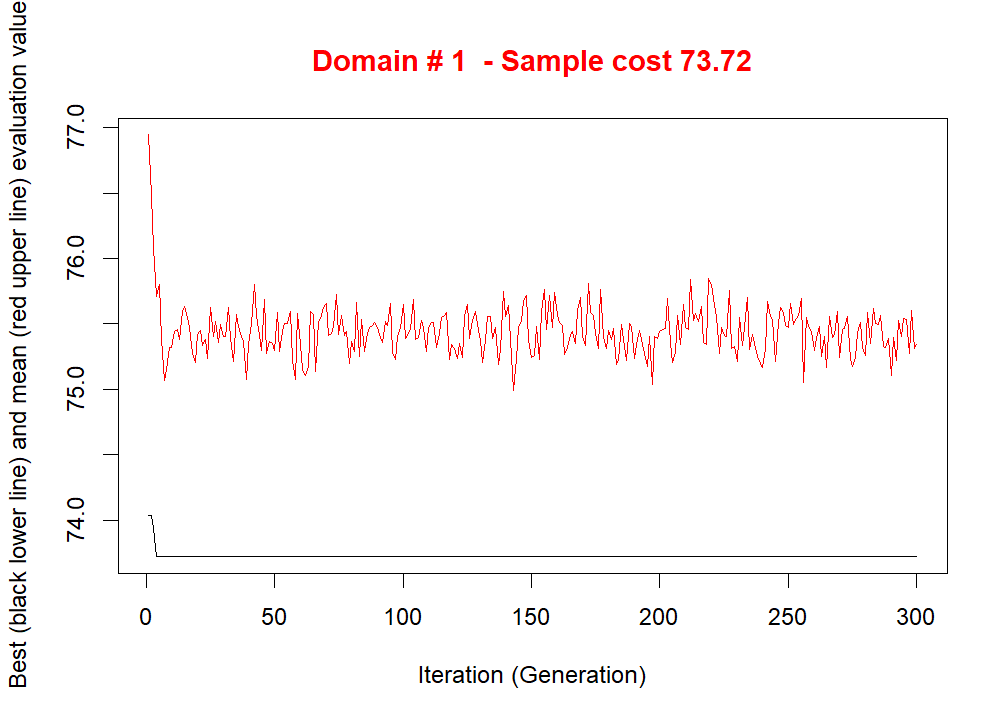 Domain # 1  - Sample cost 73.72
Best (black lower line) and mean (red upper line) evaluation value
77.0
76.0
75.0
74.0
0 50 100 150 200 250 300
Iteration (Generation)